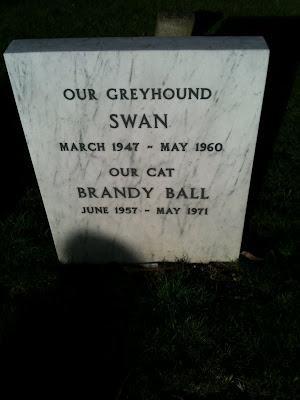 OUR GREYHOUND
SWAN
MARCH 1947 ~ MAY 1960
OUR CAT
BRANDY BALL
JUNE 1957 ~ MAY 1971